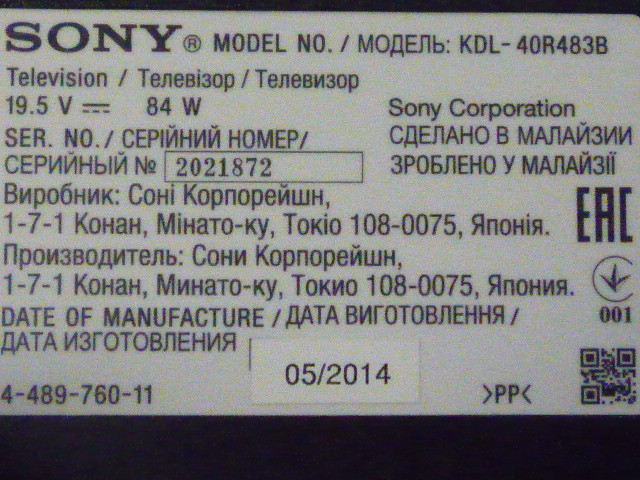 SONY® MODEL NO. / МОДЕЛЬ: KDL-40R483B
Television / Телевізор / Телевизор
19.5 V ⎓ 84 W
Sony Corporation
SER. NO. / СЕРІЙНИЙ НОМЕР/
СДЕЛАНО В МАЛАЙЗИИ
СЕРИЙНЫЙ № 2021872
ЗРОБЛЕНО У МАЛАЙЗІЇ
Виробник: Соні Корпорейшн,
1-7-1 Конан, Мінато-ку, Токіо 108-0075, Японія.
EAC
Производитель: Сони Корпорейшн,
1-7-1 Конан, Минато-ку, Токио 108-0075, Япония.
001
DATE OF MANUFACTURE / ДАТА ВИГОТОВЛЕННЯ /
ДАТА ИЗГОТОВЛЕНИЯ
05/2014
4-489-760-11
>PP<